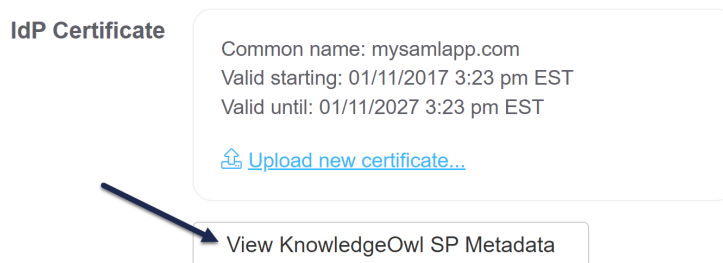 IdP Certificate
Common name: mysamlapp.com
Valid starting: 01/11/2017 3:23 pm EST
Valid until: 01/11/2027 3:23 pm EST
Upload new certificate...
View KnowledgeOwl SP Metadata